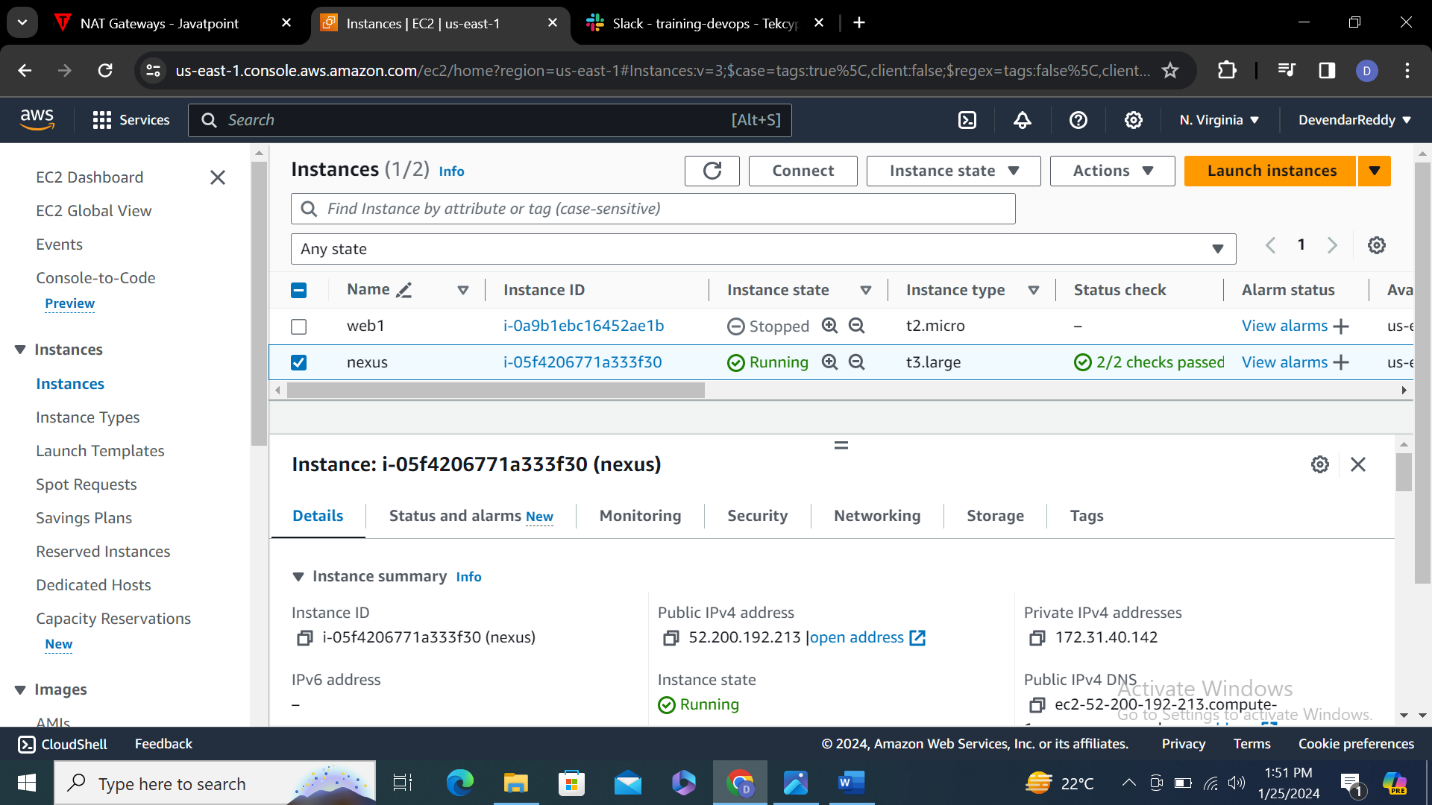 NAT Gateways - Javatpoint
Instances | EC2 | us-east-1
Slack - training-devops - Tekcyp
us-east-1.console.aws.amazon.com/ec2/home?region=us-east-1#Instances:v=3;$case=tags:true%5C,client:false;$regex=tags:false%5C,client...
D
aws
Services
Search
[Alt+S]
N. Virginia
DevendarReddy
EC2 Dashboard
EC2 Global View
Events
Console-to-Code
Preview
Instances
Instances
Instance Types
Launch Templates
Spot Requests
Savings Plans
Reserved Instances
Dedicated Hosts
Capacity Reservations
New
Images
AMIs
Instances (1/2) Info
Connect
Instance state
Actions
Launch instances
Find Instance by attribute or tag (case-sensitive)
Any state
1
Name Instance ID Instance state Instance type Status check Alarm status Ava
web1 i-0a9b1ebc16452ae1b Stopped t2.micro – View alarms + us-e
nexus i-05f4206771a333f30 Running t3.large 2/2 checks passed View alarms + us-e
Instance: i-05f4206771a333f30 (nexus)
Details Status and alarms New Monitoring Security Networking Storage Tags
Instance summary Info
Instance ID
i-05f4206771a333f30 (nexus)
Public IPv4 address
52.200.192.213 |open address
Private IPv4 addresses
172.31.40.142
IPv6 address
–
Instance state
Running
Public IPv4 DNS
ec2-52-200-192-213.compute-
Activate Windows
Go to Settings to activate Windows.
CloudShell Feedback
© 2024, Amazon Web Services, Inc. or its affiliates. Privacy Terms Cookie preferences
Type here to search
22°C
1:51 PM
1/25/2024
1
PRE